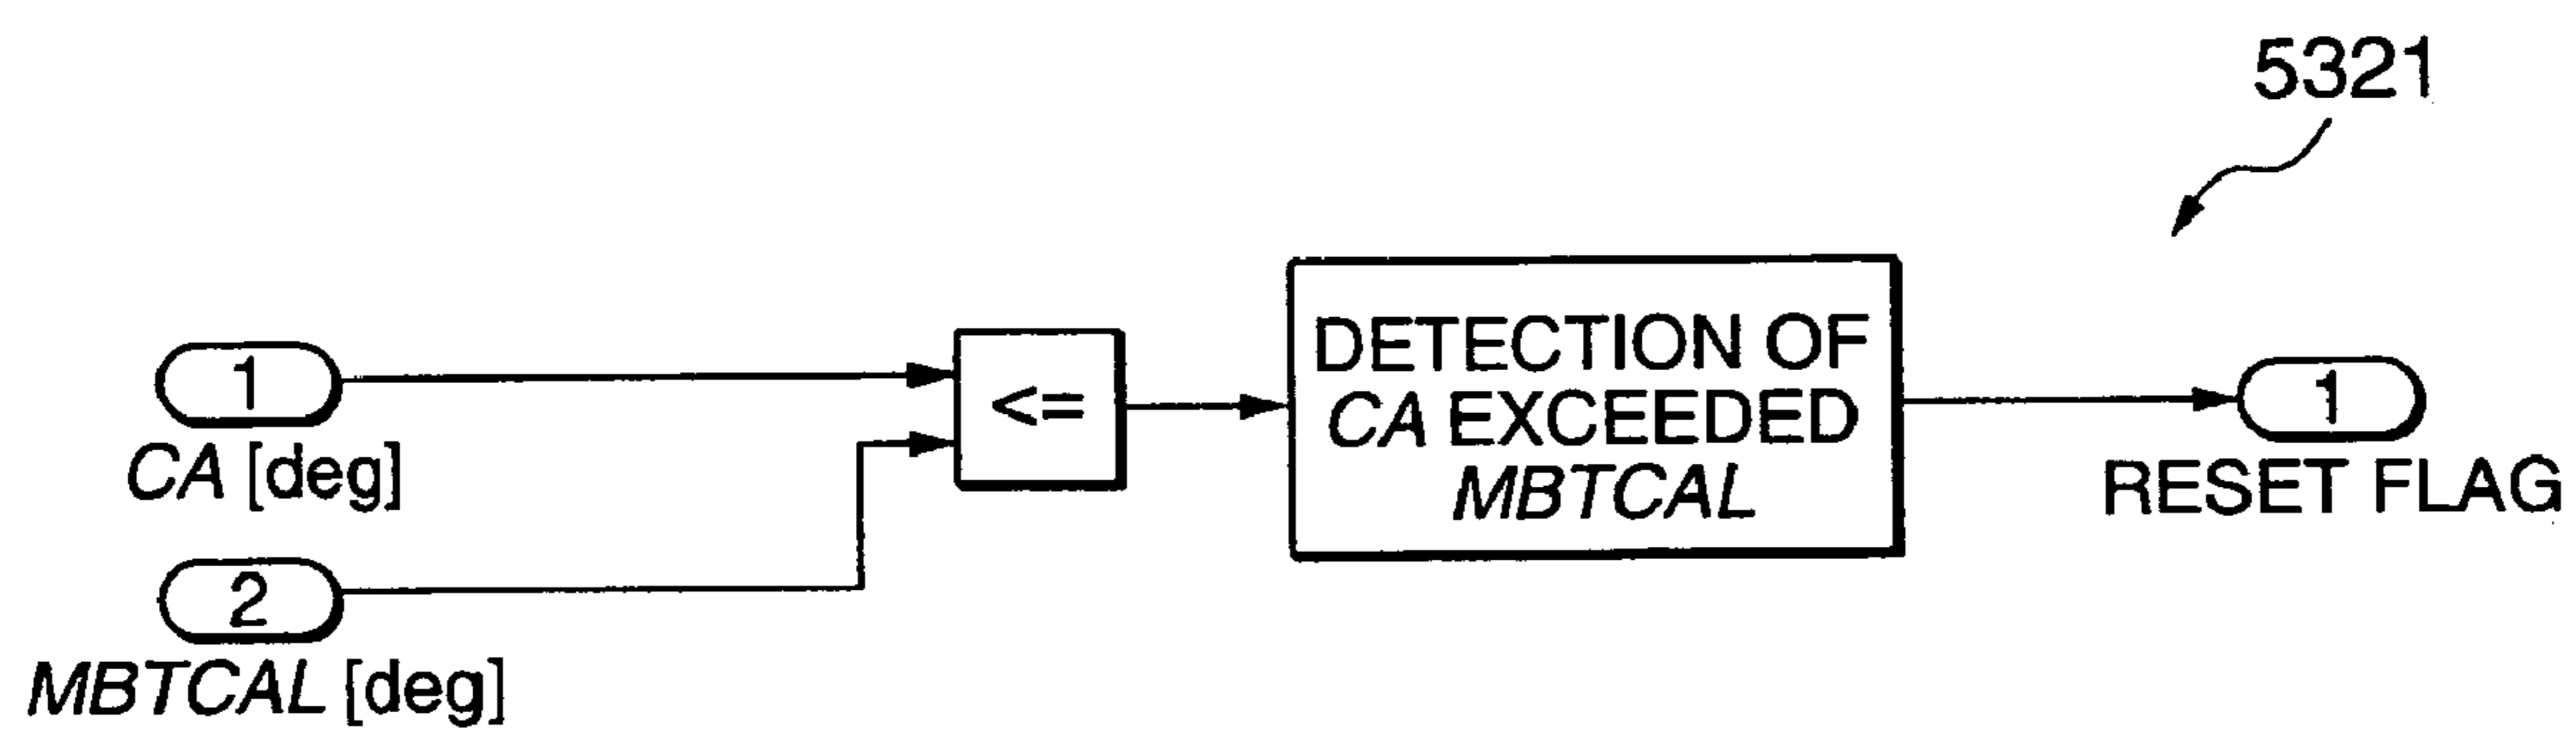 5321
1
CA [deg]
2
MBTCAL [deg]
<=
DETECTION OF
CA EXCEEDED
MBTCAL
1
RESET FLAG